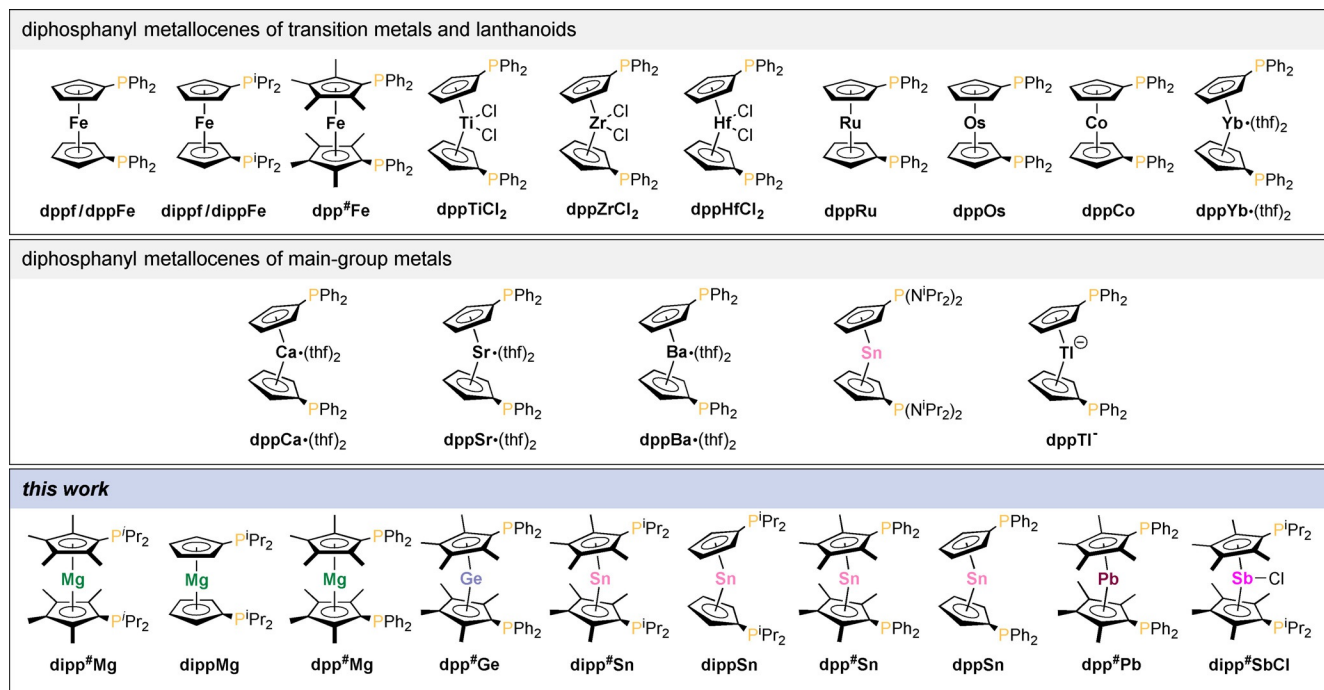 diphosphanyl metallocenes of transition metals and lanthanoids
PPh₂ PⁱPr₂ PPh₂ PPh₂ PPh₂ PPh₂ PPh₂ PPh₂ PPh₂ PPh₂
Fe Fe Fe Ti Cl Cl Zr Cl Cl Hf Cl Cl Ru Os Co Yb•(thf)₂
PPh₂ PⁱPr₂ PPh₂ PPh₂ PPh₂ PPh₂ PPh₂ PPh₂ PPh₂ PPh₂
dppf/dppFe dippf/dippFe dpp#Fe dppTiCl₂ dppZrCl₂ dppHfCl₂ dppRu dppOs dppCo dppYb•(thf)₂
diphosphanyl metallocenes of main-group metals
PPh₂ PPh₂ PPh₂ P(NⁱPr₂)₂ PPh₂
Ca•(thf)₂ Sr•(thf)₂ Ba•(thf)₂ Sn Tl⊖
PPh₂ PPh₂ PPh₂ P(NⁱPr₂)₂ PPh₂
dppCa•(thf)₂ dppSr•(thf)₂ dppBa•(thf)₂ dppTl⁻
this work
PⁱPr₂ PⁱPr₂ PPh₂ PPh₂ PⁱPr₂ PⁱPr₂ PPh₂ PPh₂ PPh₂ PⁱPr₂
Mg Mg Mg Ge Sn Sn Sn Sn Pb Sb Cl
PⁱPr₂ PⁱPr₂ PPh₂ PPh₂ PⁱPr₂ PⁱPr₂ PPh₂ PPh₂ PPh₂ PⁱPr₂
dipp#Mg dippMg dpp#Mg dpp#Ge dipp#Sn dippSn dpp#Sn dppSn dpp#Pb dipp#SbCl